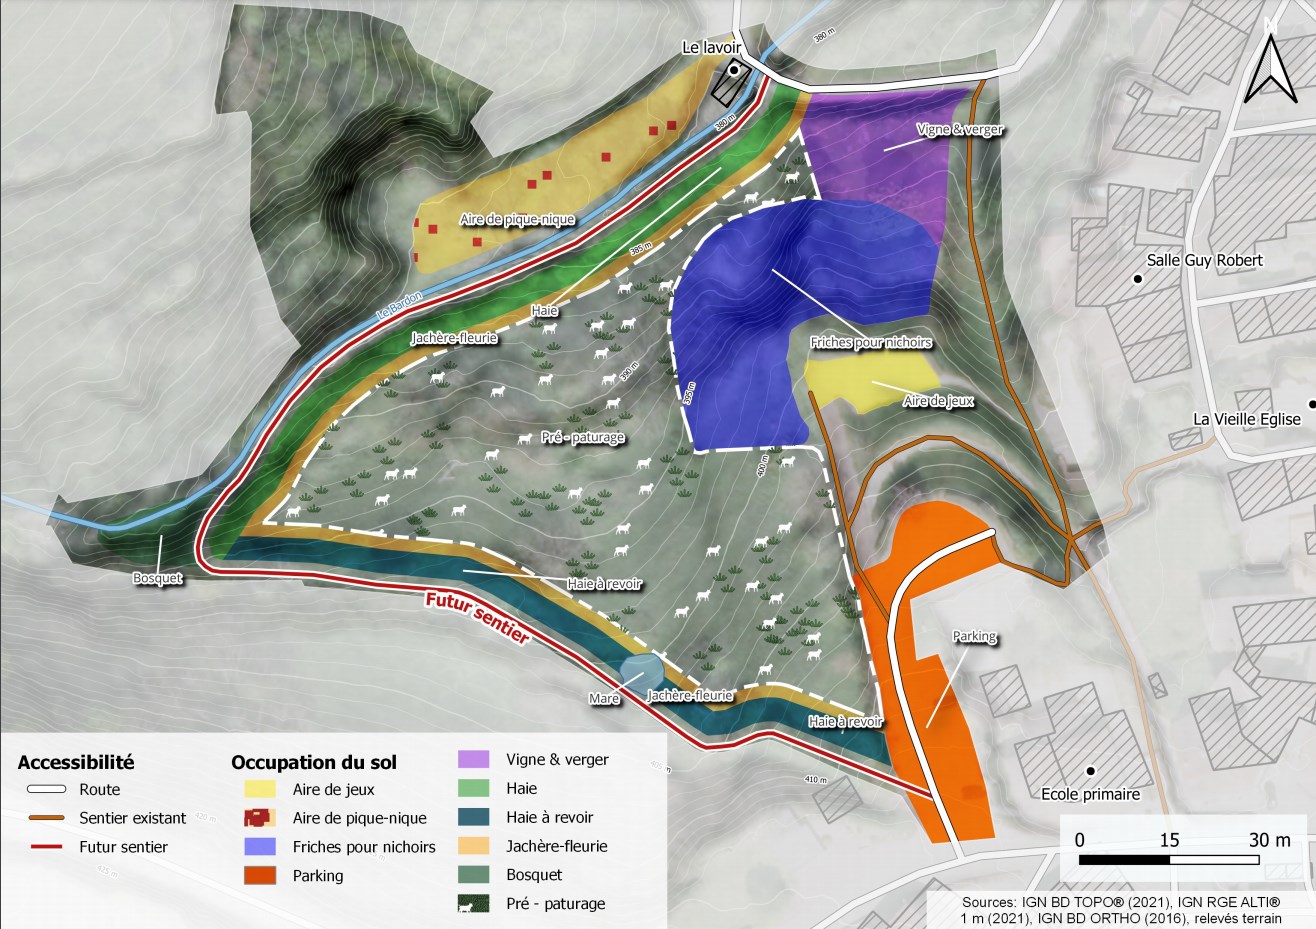 380 m
N
Le lavoir
380 m
Vigne & verger
Aire de pique-nique
385 m
Salle Guy Robert
Le Bardon
Haie
Jachère-fleurie
Friches pour nichoirs
390 m
395 m
Aire de jeux
La Vieille Eglise
Pré - paturage
400 m
Bosquet
Haie à revoir
Futur sentier
Parking
Mare
Jachère-fleurie
Haie à revoir
405 m
410 m
Ecole primaire
Accessibilité
Route
Sentier existant
Futur sentier
420 m
425 m
Occupation du sol
Aire de jeux
Aire de pique-nique
Friches pour nichoirs
Parking
Vigne & verger
Haie
Haie à revoir
Jachère-fleurie
Bosquet
Pré - paturage
0 15 30 m
Sources: IGN BD TOPO® (2021), IGN RGE ALTI®
1 m (2021), IGN BD ORTHO (2016), relevés terrain